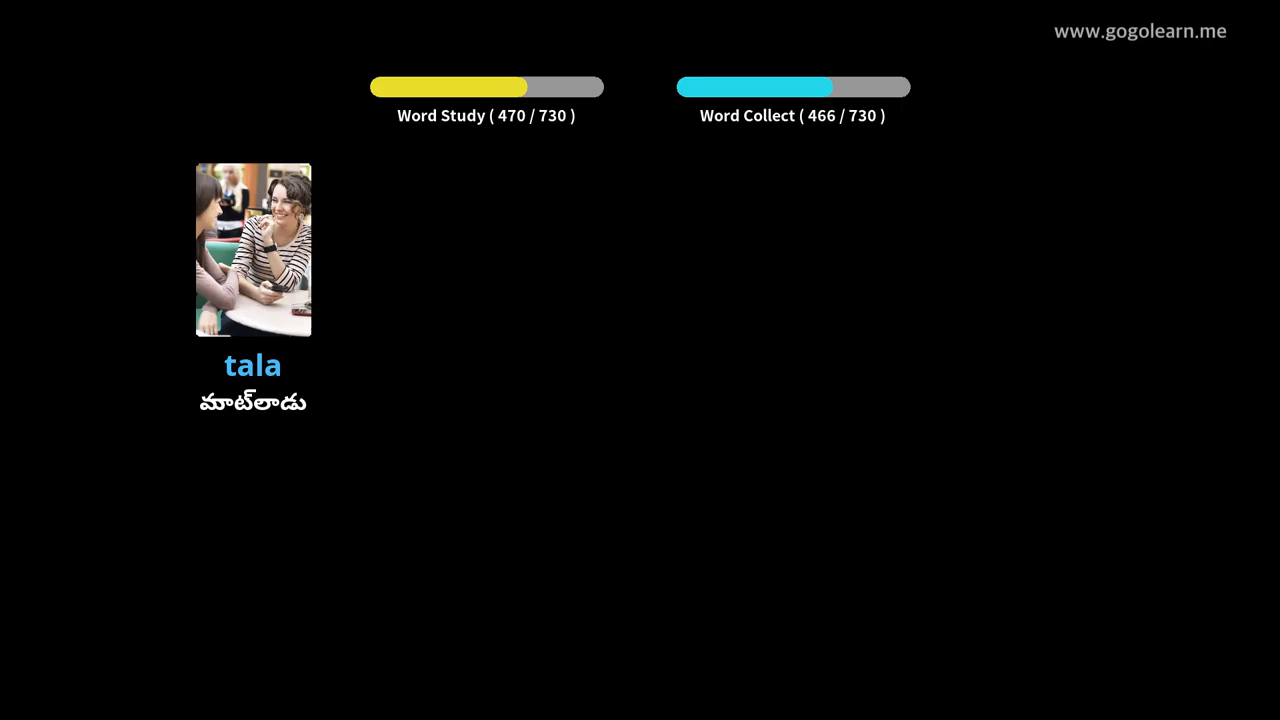 www.gogolearn.me
Word Study ( 470 / 730 )
Word Collect ( 466 / 730 )
tala
మాట్‌లాడు